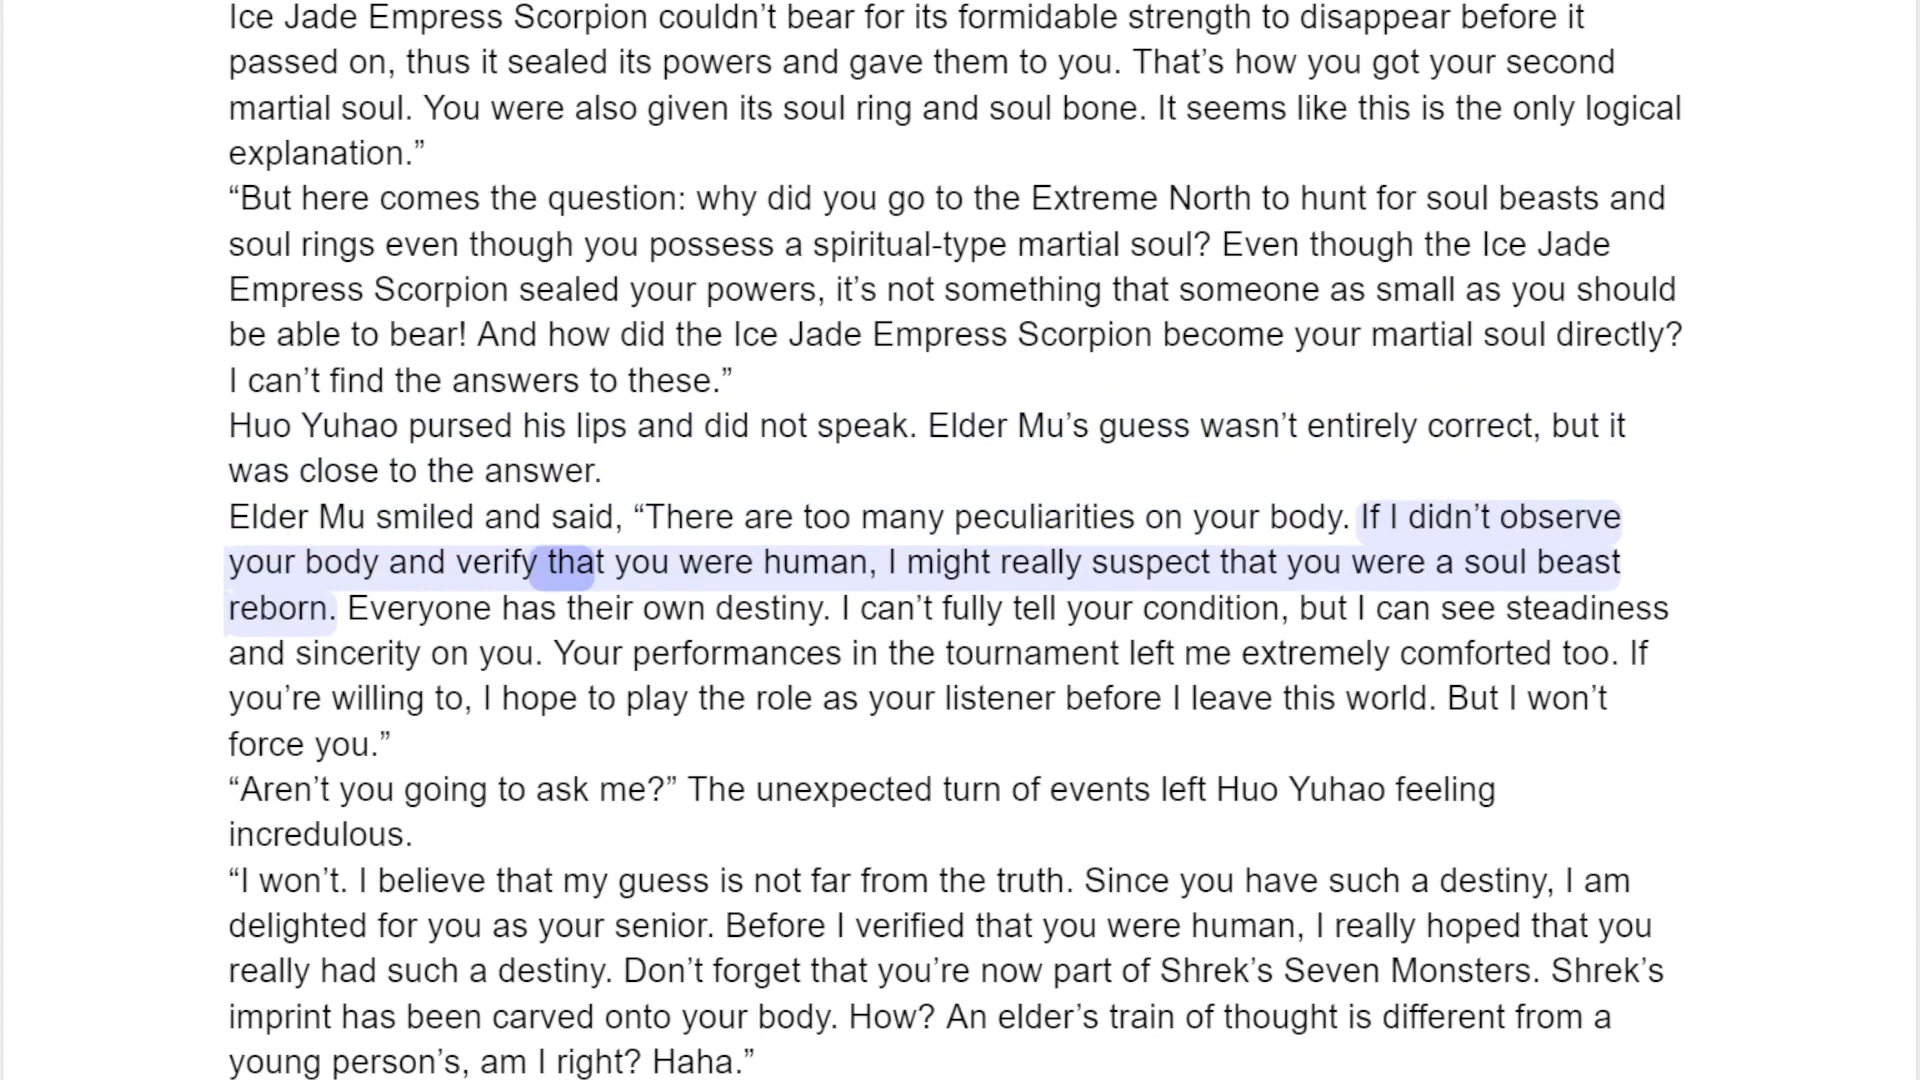 Ice Jade Empress Scorpion couldn’t bear for its formidable strength to disappear before it
passed on, thus it sealed its powers and gave them to you. That’s how you got your second
martial soul. You were also given its soul ring and soul bone. It seems like this is the only logical
explanation.”
“But here comes the question: why did you go to the Extreme North to hunt for soul beasts and
soul rings even though you possess a spiritual-type martial soul? Even though the Ice Jade
Empress Scorpion sealed your powers, it’s not something that someone as small as you should
be able to bear! And how did the Ice Jade Empress Scorpion become your martial soul directly?
I can’t find the answers to these.”
Huo Yuhao pursed his lips and did not speak. Elder Mu’s guess wasn’t entirely correct, but it
was close to the answer.
Elder Mu smiled and said, “There are too many peculiarities on your body. If I didn’t observe
your body and verify that you were human, I might really suspect that you were a soul beast
reborn. Everyone has their own destiny. I can’t fully tell your condition, but I can see steadiness
and sincerity on you. Your performances in the tournament left me extremely comforted too. If
you’re willing to, I hope to play the role as your listener before I leave this world. But I won’t
force you.”
“Aren’t you going to ask me?” The unexpected turn of events left Huo Yuhao feeling
incredulous.
“I won’t. I believe that my guess is not far from the truth. Since you have such a destiny, I am
delighted for you as your senior. Before I verified that you were human, I really hoped that you
really had such a destiny. Don’t forget that you’re now part of Shrek’s Seven Monsters. Shrek’s
imprint has been carved onto your body. How? An elder’s train of thought is different from a
young person’s, am I right? Haha.”